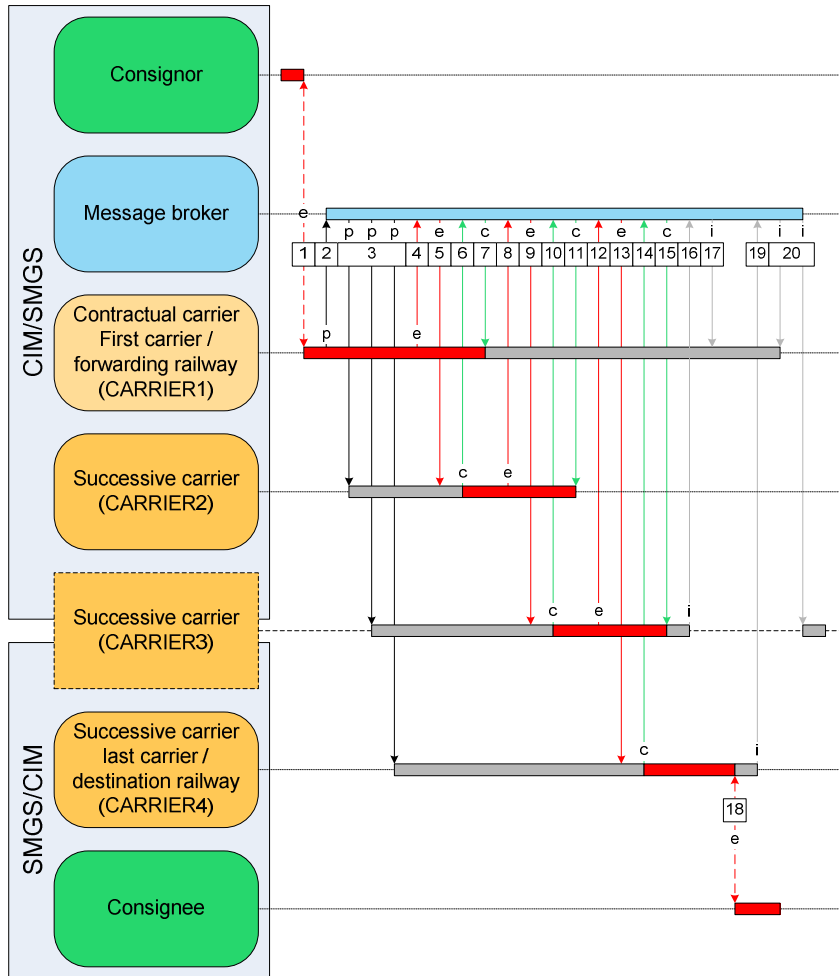 CIM/SMGS
SMGS/CIM
Consignor
e
Message broker
p p p e c e c e c i i i
1 2 3 4 5 6 7 8 9 10 11 12 13 14 15 16 17 19 20
Contractual carrier
First carrier /
forwarding railway
(CARRIER1)
p e
Successive carrier
(CARRIER2)
c e
Successive carrier
(CARRIER3)
c e i
Successive carrier
last carrier /
destination railway
(CARRIER4)
c i
18
e
Consignee